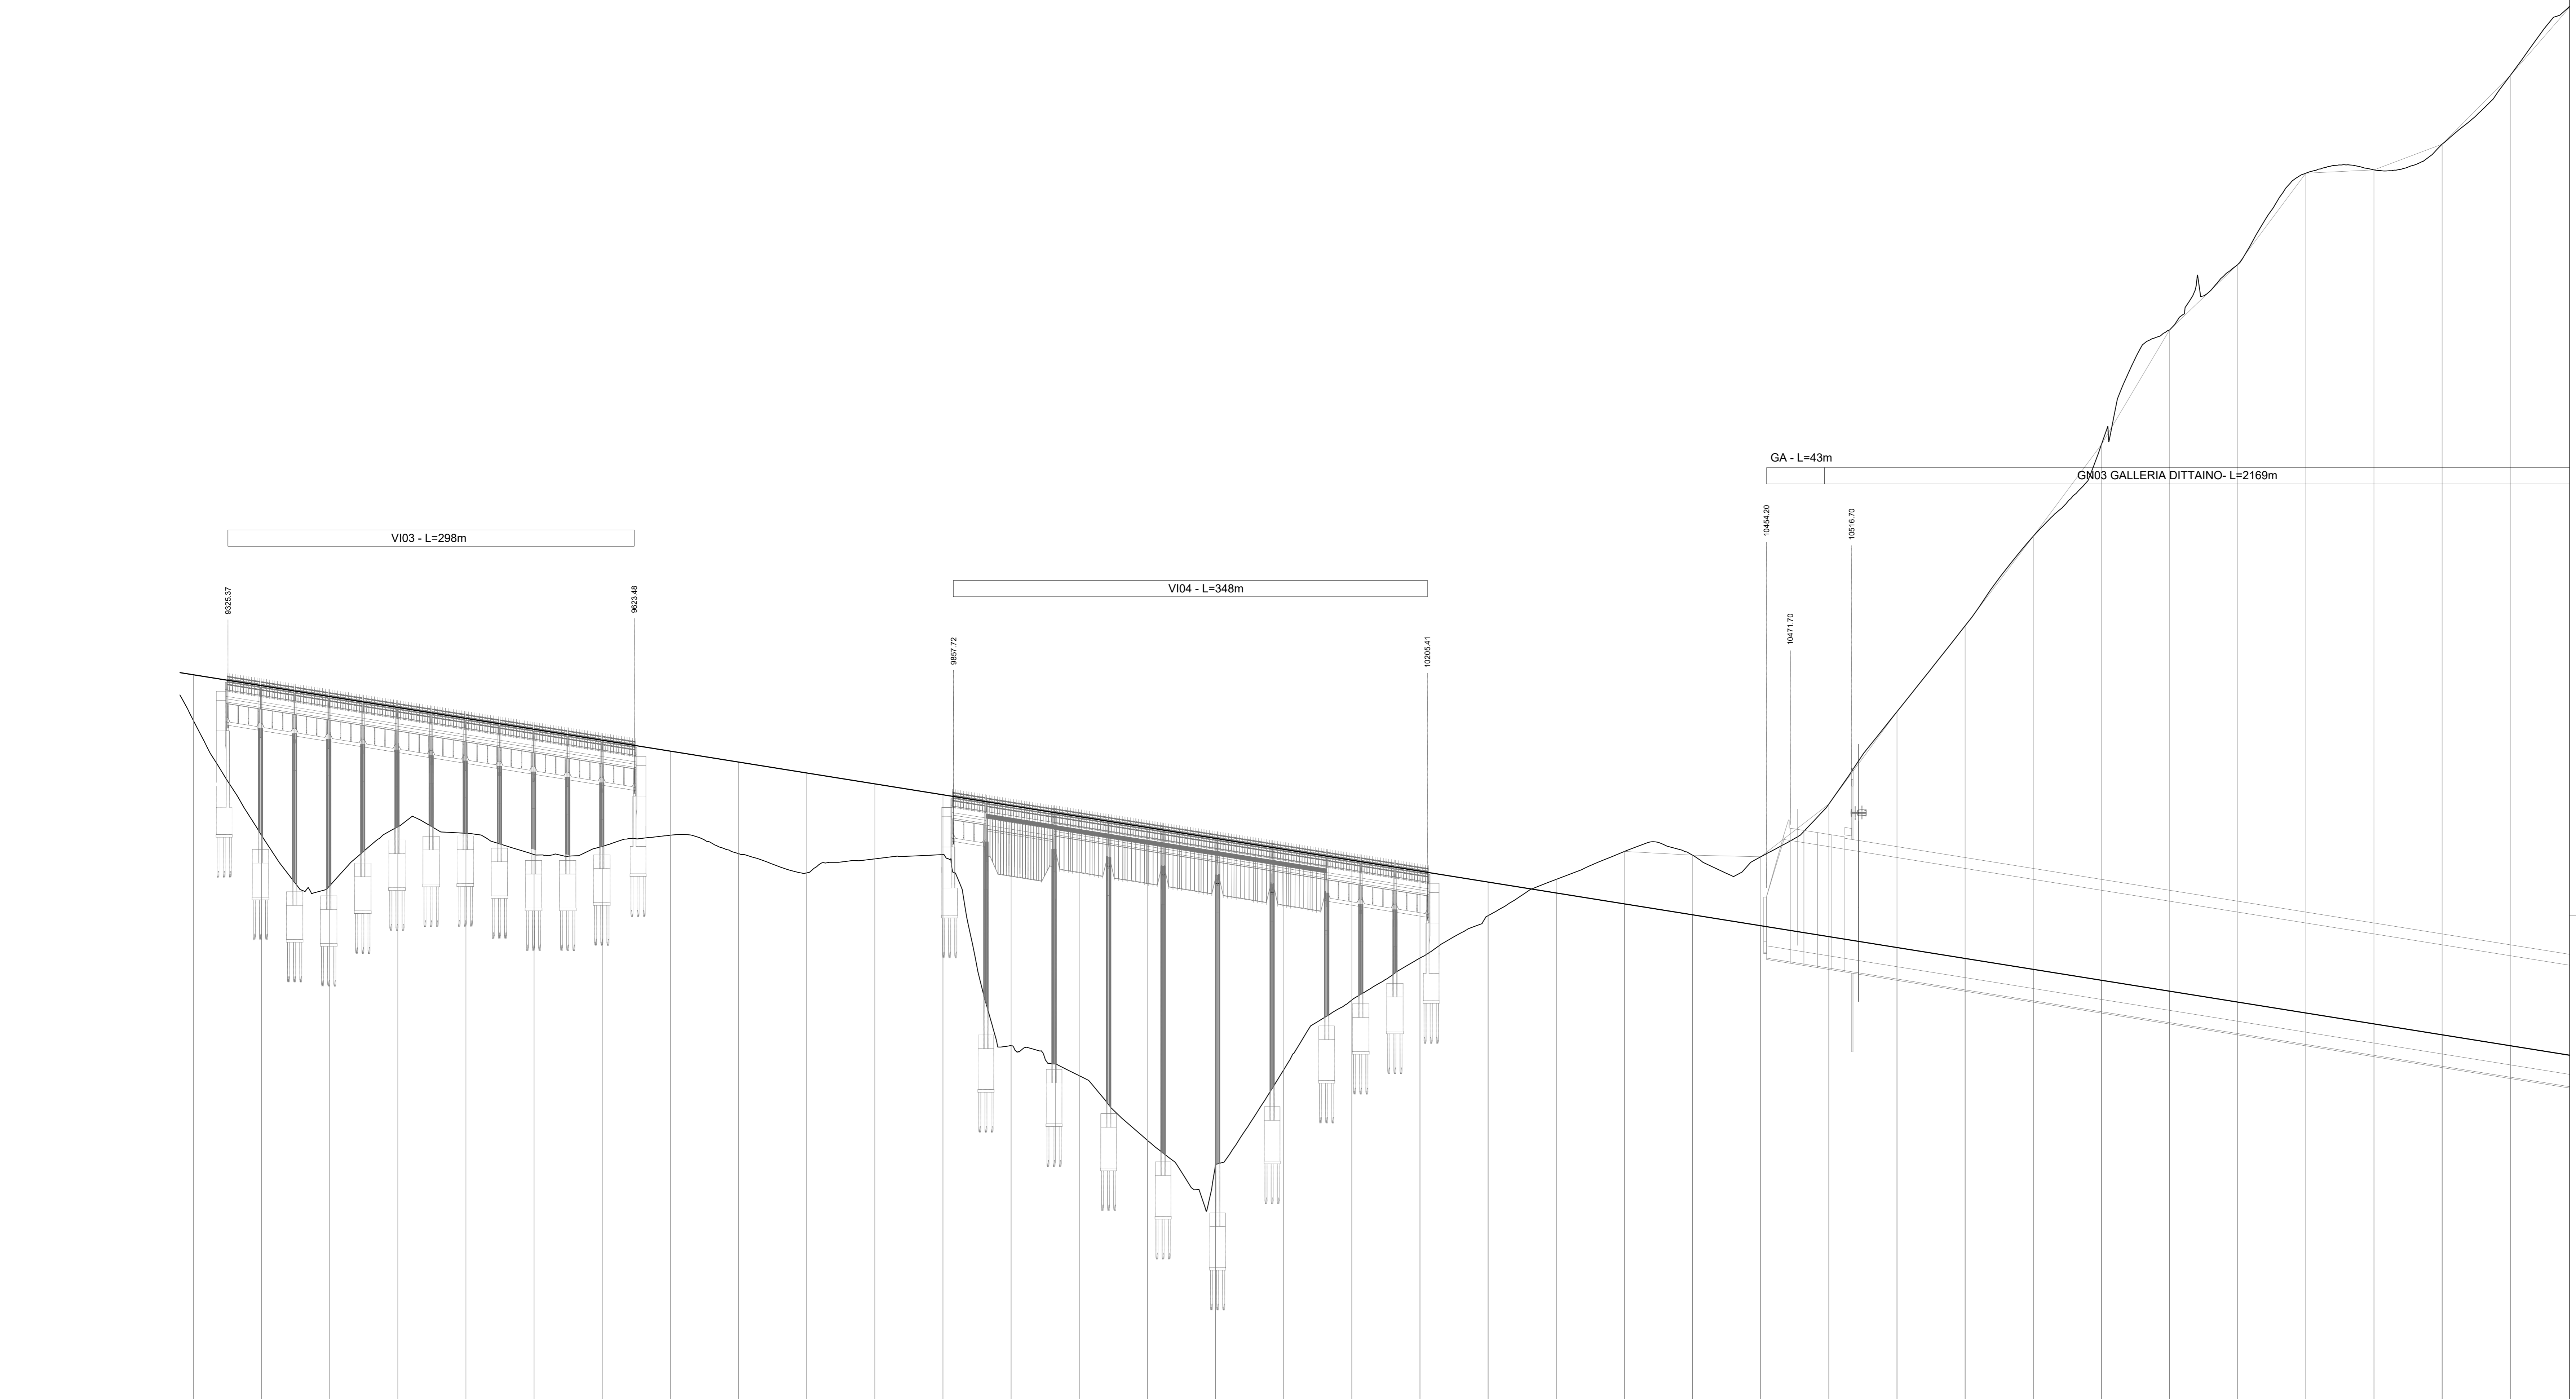 GA - L=43m
GN03 GALLERIA DITTAINO- L=2169m
10454.20
10516.70
VI03 - L=298m
VI04 - L=348m
9325.37
9623.48
9857.72
10205.41
10471.70